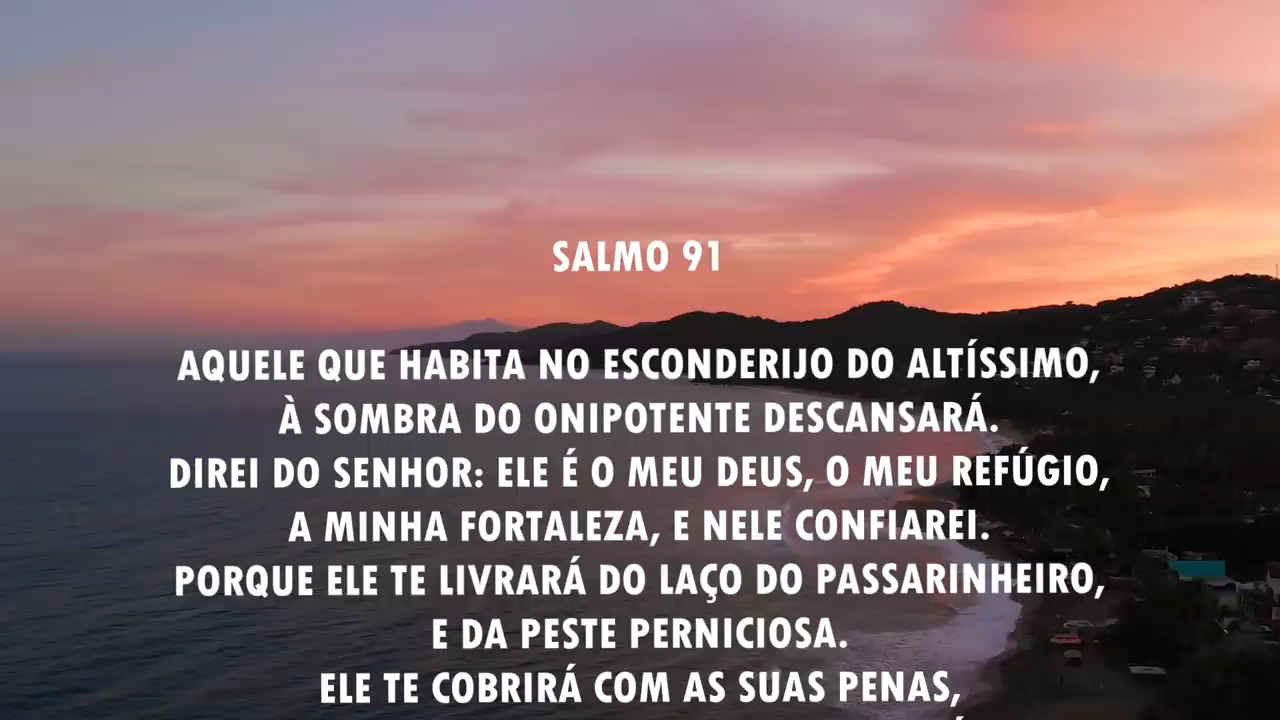 SALMO 91
AQUELE QUE HABITA NO ESCONDERIJO DO ALTÍSSIMO,
À SOMBRA DO ONIPOTENTE DESCANSARÁ.
DIREI DO SENHOR: ELE É O MEU DEUS, O MEU REFÚGIO,
A MINHA FORTALEZA, E NELE CONFIAREI.
PORQUE ELE TE LIVRARÁ DO LAÇO DO PASSARINHEIRO,
E DA PESTE PERNICIOSA.
ELE TE COBRIRÁ COM AS SUAS PENAS,